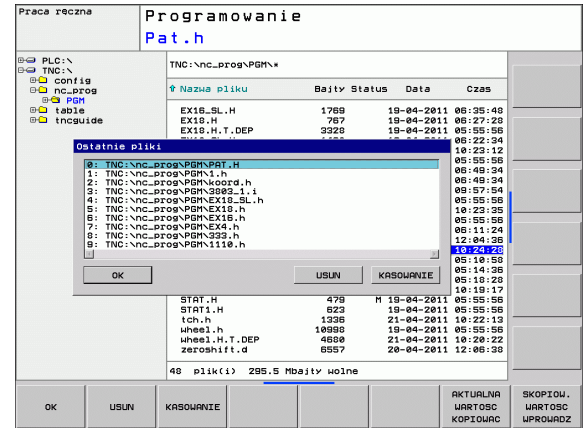 Praca ręczna
Programowanie
Pat.h
PLC:\
TNC:\
config
nc_prog
PGM
table
tncguide
TNC:\nc_prog\PGM\*
Nazwa pliku Bajty Status Data Czas
EX16_SL.H 1769 19-04-2011 06:35:48
EX18.H 767 19-04-2011 06:27:28
EX18.H.T.DEP 3328 19-04-2011 05:55:56
06:22:34
10:23:12
05:55:56
06:49:34
06:49:34
09:57:54
05:55:56
10:23:35
05:55:56
06:11:24
12:04:36
10:24:28
05:10:58
05:14:36
05:18:28
10:19:17
Ostatnie pliki
0: TNC:\nc_prog\PGM\PAT.H
1: TNC:\nc_prog\PGM\1.h
2: TNC:\nc_prog\PGM\koord.h
3: TNC:\nc_prog\PGM\3803_1.i
4: TNC:\nc_prog\PGM\EX18_SL.h
5: TNC:\nc_prog\PGM\EX18.h
6: TNC:\nc_prog\PGM\EX16.h
7: TNC:\nc_prog\PGM\EX4.h
8: TNC:\nc_prog\PGM\333.h
9: TNC:\nc_prog\PGM\1110.h
OK USUN KASOWANIE
STAT.H 479 M 19-04-2011 05:55:56
STAT1.H 623 19-04-2011 05:55:56
tch.h 1336 21-04-2011 10:22:13
wheel.h 10998 19-04-2011 05:55:56
wheel.H.T.DEP 4680 21-04-2011 10:20:22
zeroshift.d 6557 20-04-2011 12:06:38
48 plik(i) 295.5 Mbajty wolne
OK USUN KASOWANIE
AKTUALNA
WARTOSC
KOPIOWAC
SKOPIOW.
WARTOSC
WPROWADZ